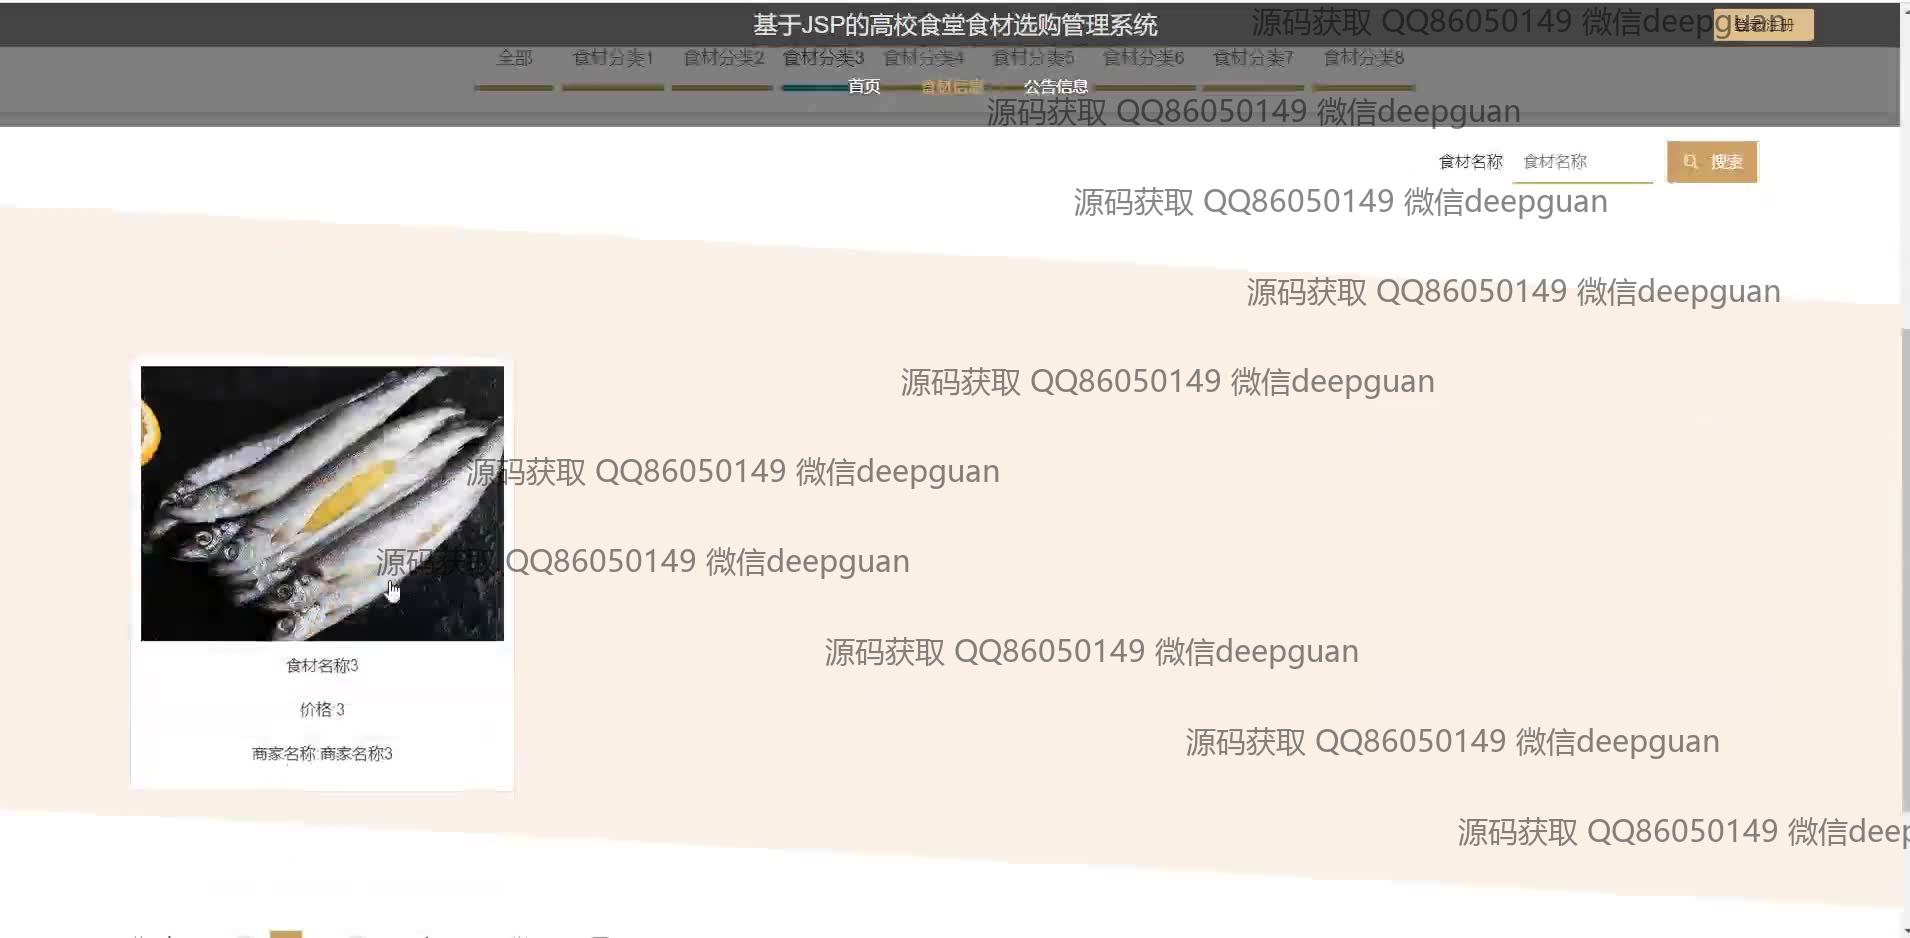 基于JSP的高校食堂食材选购管理系统
源码获取 QQ86050149 微信deepguan
登录/注册
全部 食材分类1 食材分类2 食材分类3 食材分类4 食材分类5 食材分类6 食材分类7 食材分类8
首页 食材信息 公告信息
源码获取 QQ86050149 微信deepguan
食材名称 食材名称 搜索
源码获取 QQ86050149 微信deepguan
源码获取 QQ86050149 微信deepguan
源码获取 QQ86050149 微信deepguan
源码获取 QQ86050149 微信deepguan
源码获取 QQ86050149 微信deepguan
源码获取 QQ86050149 微信deepguan
食材名称3
价格:3
源码获取 QQ86050149 微信deepguan
商家名称:商家名称3
源码获取 QQ86050149 微信deep